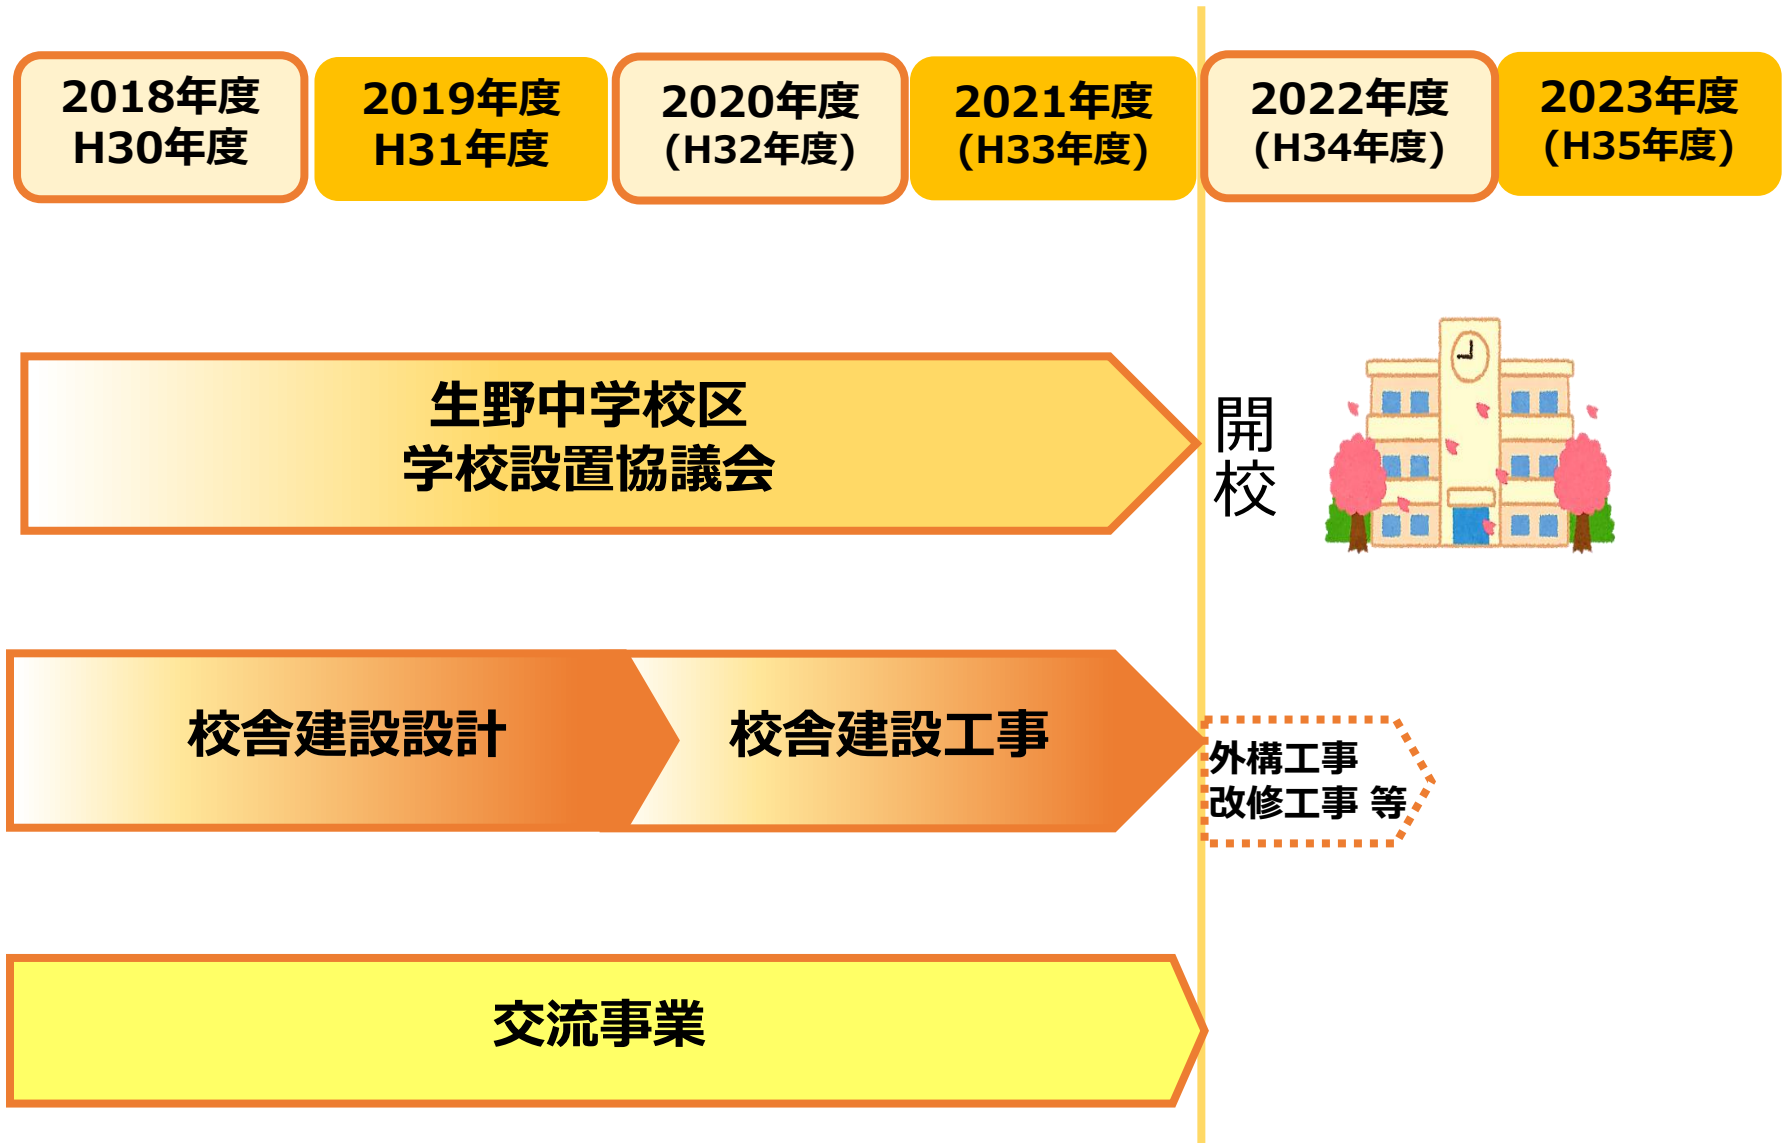 2018年度
H30年度
2019年度
H31年度
2020年度
(H32年度)
2021年度
(H33年度)
2022年度
(H34年度)
2023年度
(H35年度)
生野中学校区
学校設置協議会
開校
校舎建設設計
校舎建設工事
外構工事
改修工事 等
交流事業